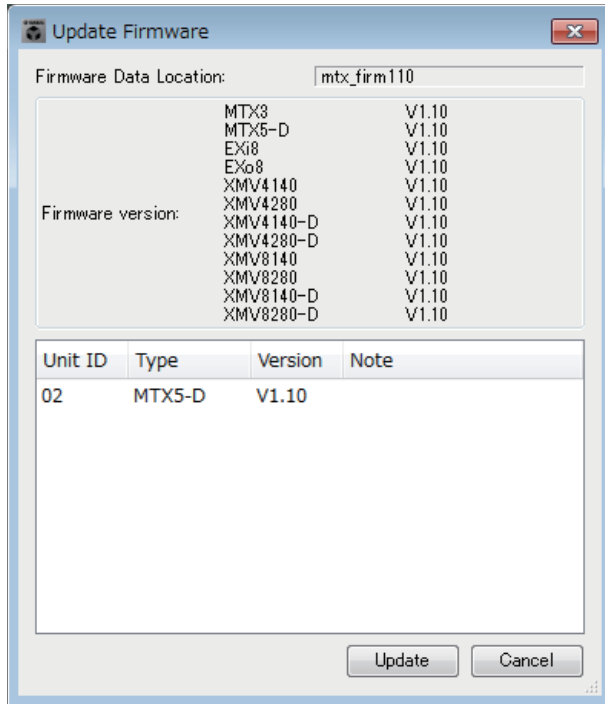 Update Firmware
Firmware Data Location: mtx_firm110
Firmware version:
MTX3 V1.10
MTX5-D V1.10
EXi8 V1.10
EXo8 V1.10
XMV4140 V1.10
XMV4280 V1.10
XMV4140-D V1.10
XMV4280-D V1.10
XMV8140 V1.10
XMV8280 V1.10
XMV8140-D V1.10
XMV8280-D V1.10
Unit ID Type Version Note
02 MTX5-D V1.10
Update Cancel